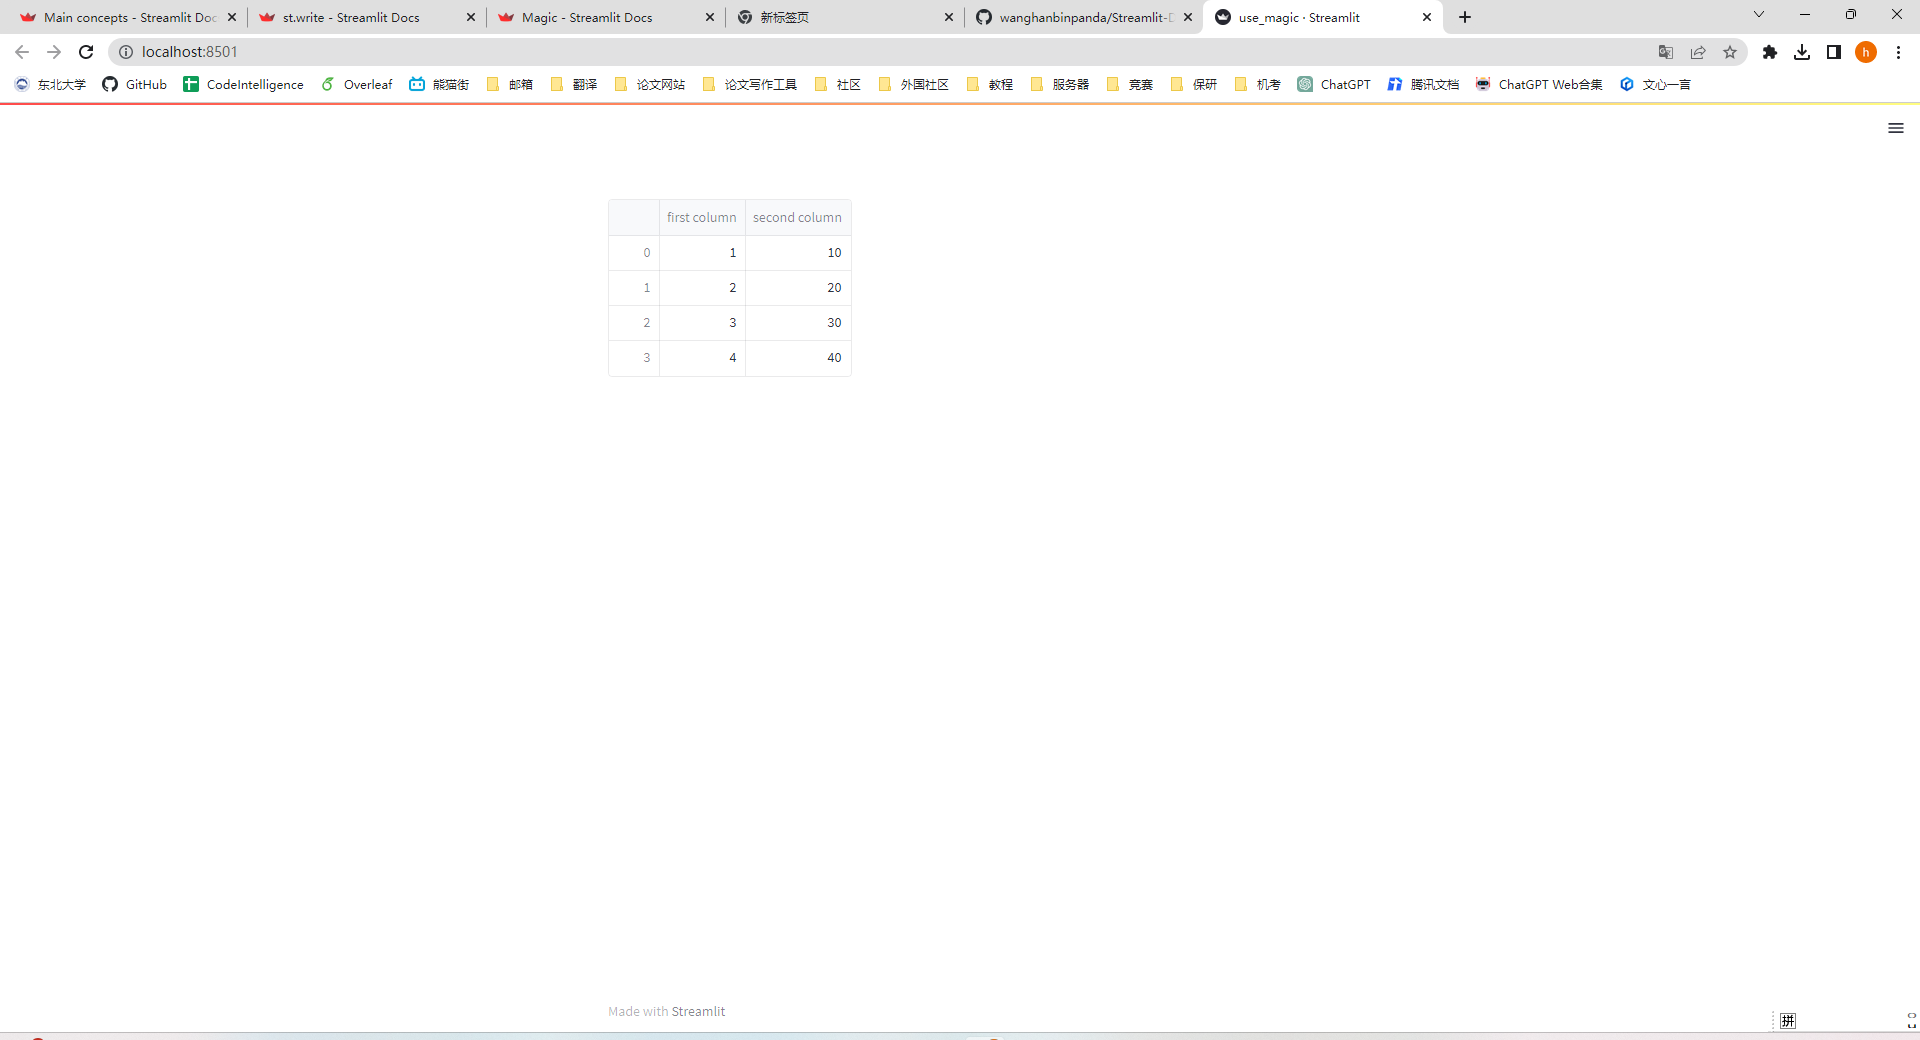 Main concepts - Streamlit Doc
st.write - Streamlit Docs
Magic - Streamlit Docs
新标签页
wanghanbinpanda/Streamlit-D
use_magic · Streamlit
localhost:8501
h
东北大学 GitHub CodeIntelligence Overleaf 熊猫街 邮箱 翻译 论文网站 论文写作工具 社区 外国社区 教程 服务器 竞赛 保研 机考 ChatGPT 腾讯文档 ChatGPT Web合集 文心一言
first column second column
0 1 10
1 2 20
2 3 30
3 4 40
Made with Streamlit
拼